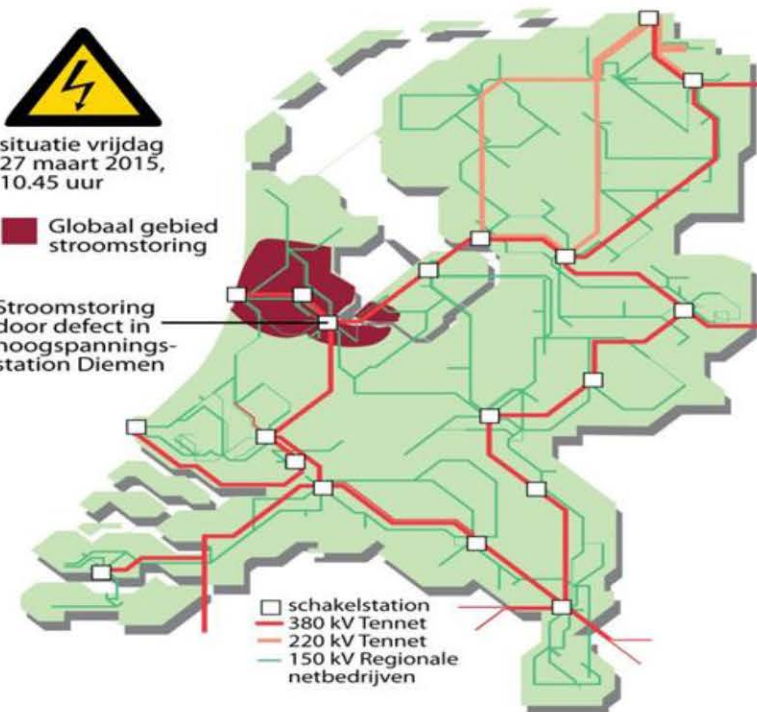 situatie vrijdag
27 maart 2015,
10.45 uur
Globaal gebied
stroomstoring
Stroomstoring
door defect in
hoogspannings-
station Diemen
schakelstation
380 kV Tennet
220 kV Tennet
150 kV Regionale
netbedrijven